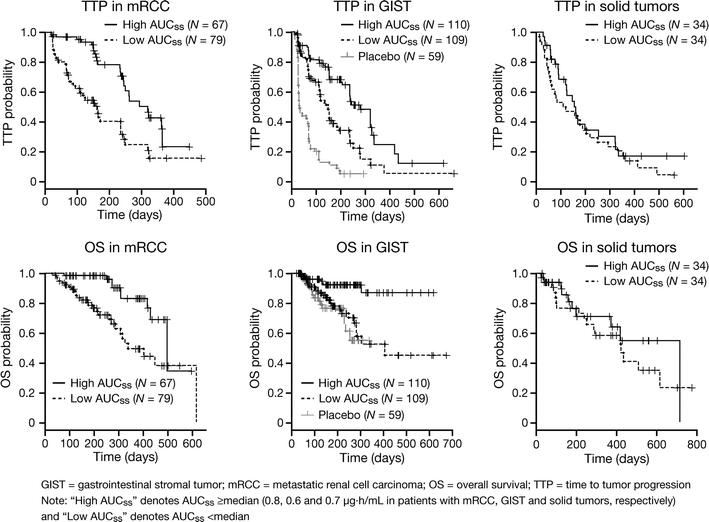 TTP in mRCC
High AUCss (N = 67)
Low AUCss (N = 79)
TTP probability
1.0
0.8
0.6
0.4
0.2
0
0 100 200 300 400 500
Time (days)
TTP in GIST
High AUCss (N = 110)
Low AUCss (N = 109)
Placebo (N = 59)
TTP probability
1.0
0.8
0.6
0.4
0.2
0
0 100 200 300 400 500 600
Time (days)
TTP in solid tumors
High AUCss (N = 34)
Low AUCss (N = 34)
TTP probability
1.0
0.8
0.6
0.4
0.2
0
0 100 200 300 400 500 600
Time (days)
OS in mRCC
OS probability
1.0
0.8
0.6
0.4
0.2
0
High AUCss (N = 67)
Low AUCss (N = 79)
0 100 200 300 400 500 600
Time (days)
OS in GIST
OS probability
1.0
0.8
0.6
0.4
0.2
0
High AUCss (N = 110)
Low AUCss (N = 109)
Placebo (N = 59)
0 100 200 300 400 500 600 700
Time (days)
OS in solid tumors
High AUCss (N = 34)
Low AUCss (N = 34)
OS probability
1.0
0.8
0.6
0.4
0.2
0
0 200 400 600 800
Time (days)
GIST = gastrointestinal stromal tumor; mRCC = metastatic renal cell carcinoma; OS = overall survival; TTP = time to tumor progression
Note: “High AUCss” denotes AUCss ≥median (0.8, 0.6 and 0.7 µg·h/mL in patients with mRCC, GIST and solid tumors, respectively)
and “Low AUCss” denotes AUCss <median